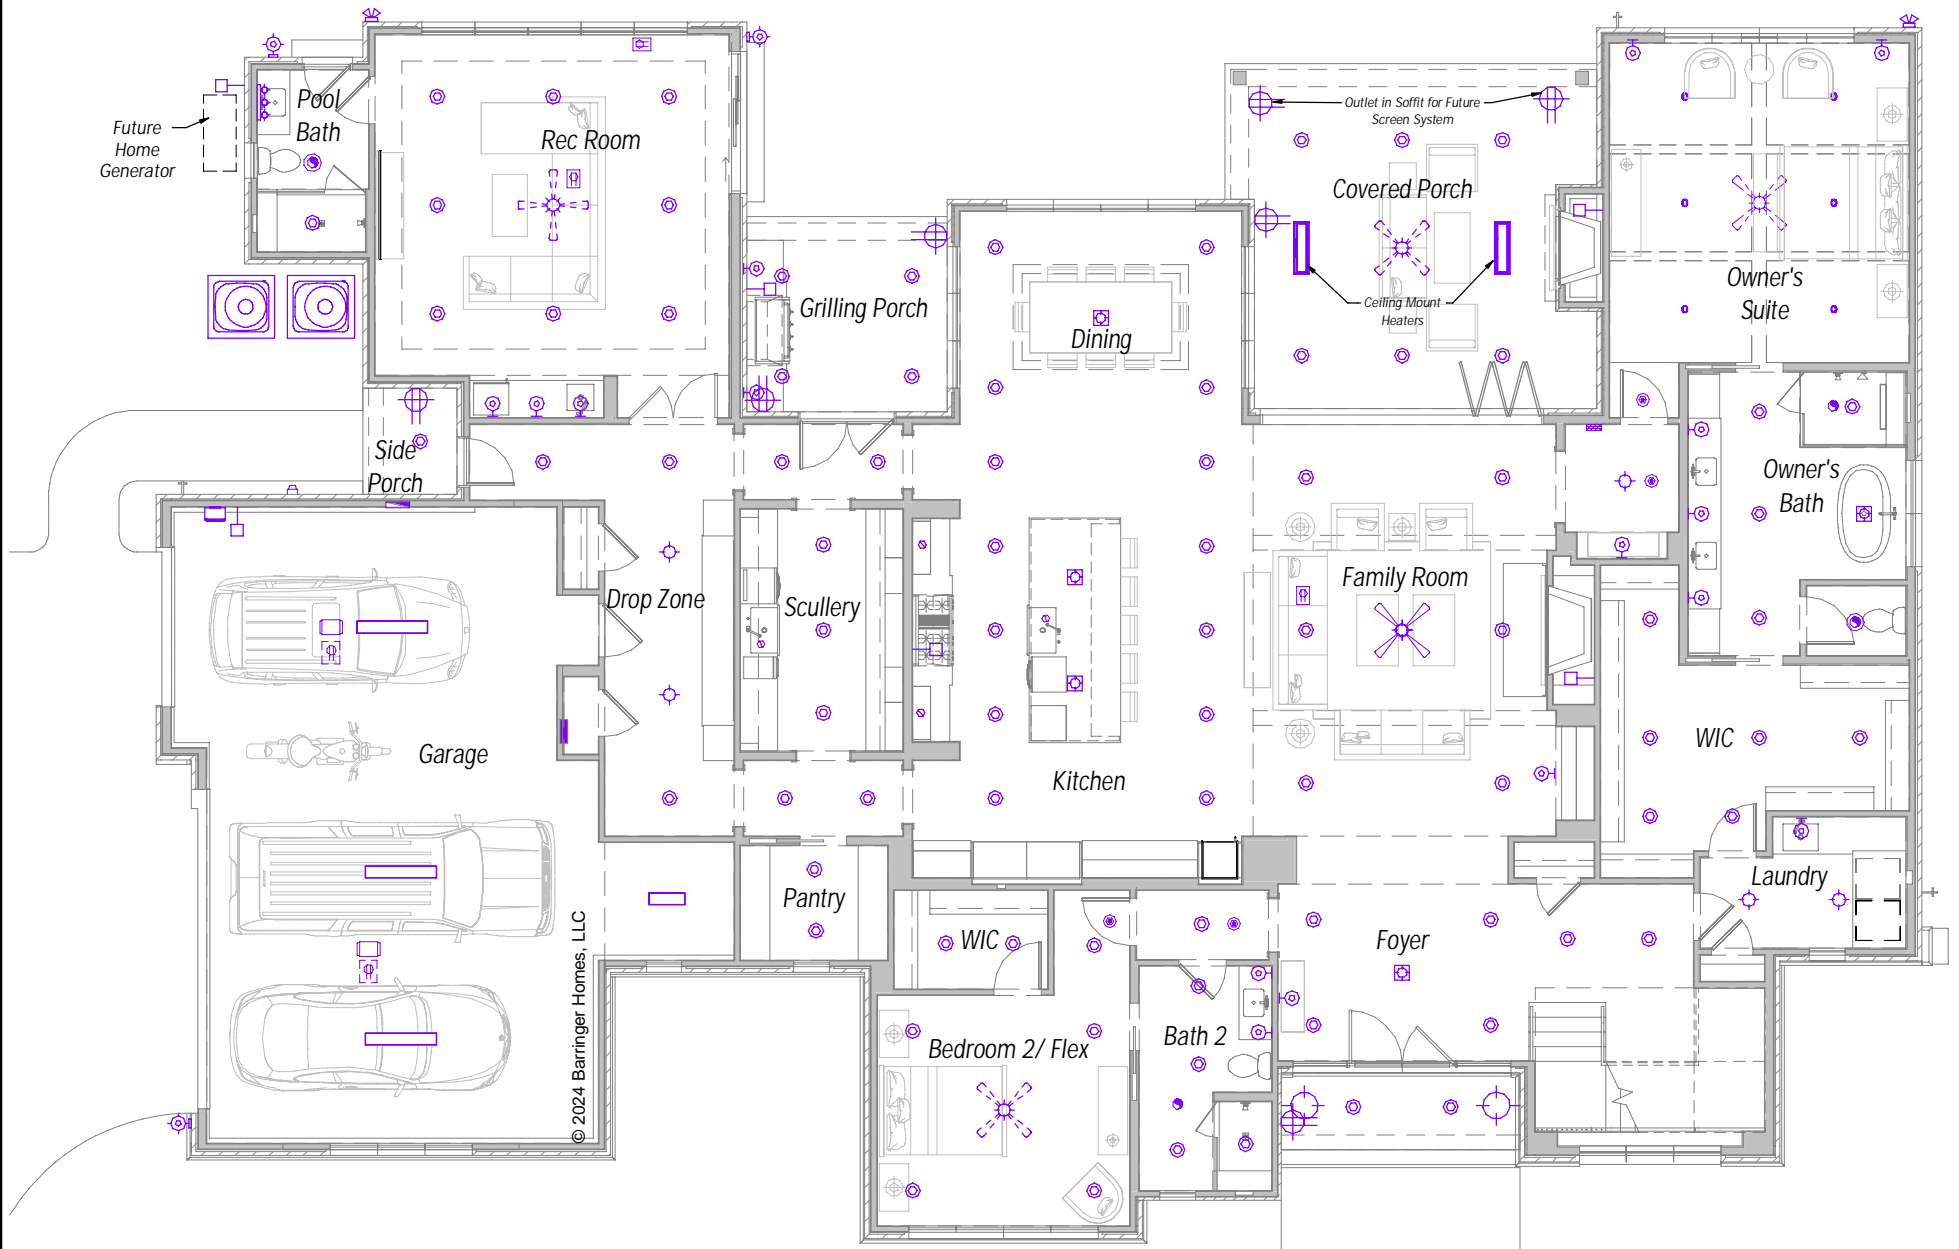 Pool
Bath
Future
Home
Generator
Rec Room
Outlet in Soffit for Future
Screen System
Covered Porch
Owner's
Suite
Grilling Porch
Ceiling Mount
Heaters
Dining
Side
Porch
Owner's
Bath
Drop Zone
Scullery
Family Room
Garage
Kitchen
WIC
Pantry
Laundry
WIC
Foyer
Bedroom 2/ Flex
Bath 2
© 2024 Barringer Homes, LLC